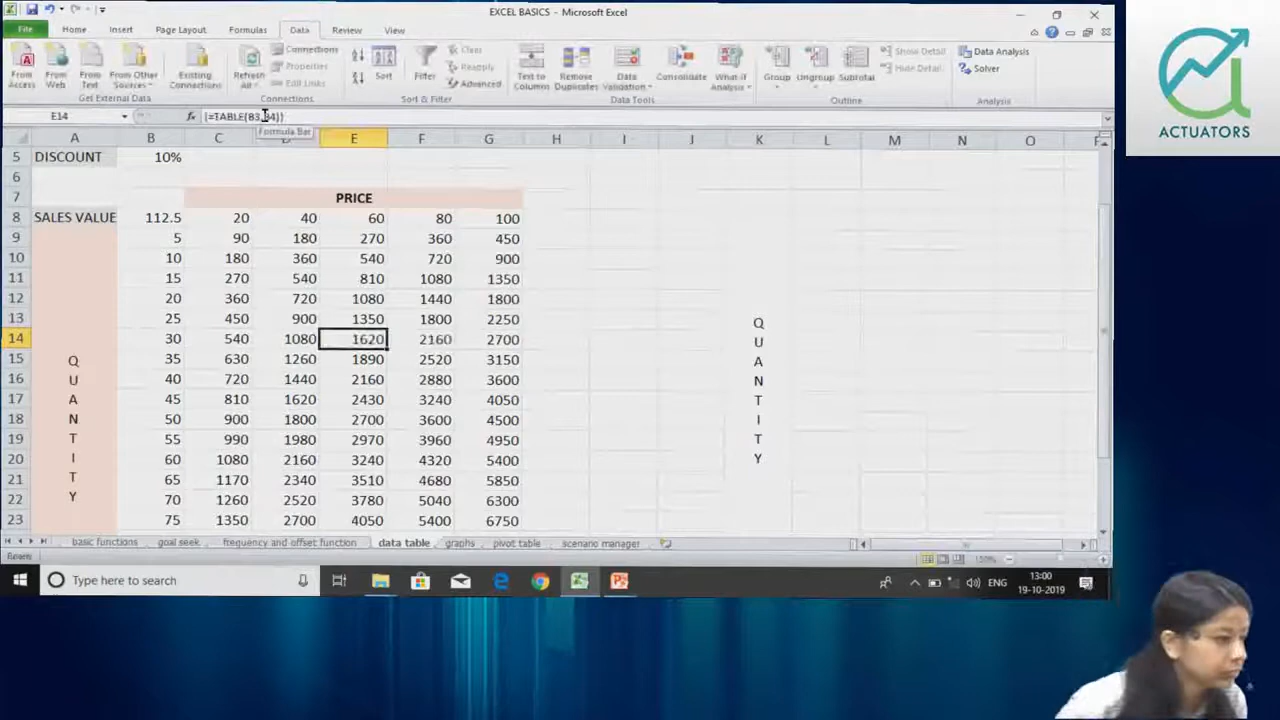 EXCEL BASICS - Microsoft Excel
File Home Insert Page Layout Formulas Data Review View
From Access
From Web
From Text
From Other Sources
Existing Connections
Refresh All
Connections
Properties
Edit Links
Sort
Filter
Clear
Reapply
Advanced
Text to Columns
Remove Duplicates
Data Validation
Consolidate
What-If Analysis
Group
Ungroup
Subtotal
Show Detail
Hide Detail
Data Analysis
Solver
Get External Data Connections Sort & Filter Data Tools Outline Analysis
E14 fx
Formula Bar
A B C D E F G H I J K L M N O
5 DISCOUNT 10%
6
7 PRICE
8 SALES VALUE 112.5 20 40 60 80 100
9 5 90 180 270 360 450
10 10 180 360 540 720 900
11 15 270 540 810 1080 1350
12 20 360 720 1080 1440 1800
13 25 450 900 1350 1800 2250
14 30 540 1080 1620 2160 2700
15 35 630 1260 1890 2520 3150
16 40 720 1440 2160 2880 3600
17 45 810 1620 2430 3240 4050
18 50 900 1800 2700 3600 4500
19 55 990 1980 2970 3960 4950
20 60 1080 2160 3240 4320 5400
21 65 1170 2340 3510 4680 5850
22 70 1260 2520 3780 5040 6300
23 75 1350 2700 4050 5400 6750
Q
U
A
N
T
I
T
Y
Q
U
A
N
T
I
T
Y
basic functions goal seek frequency and offset function data table graphs pivot table scenario manager
Type here to search
ENG
13:00
19-10-2019
ACTUATORS